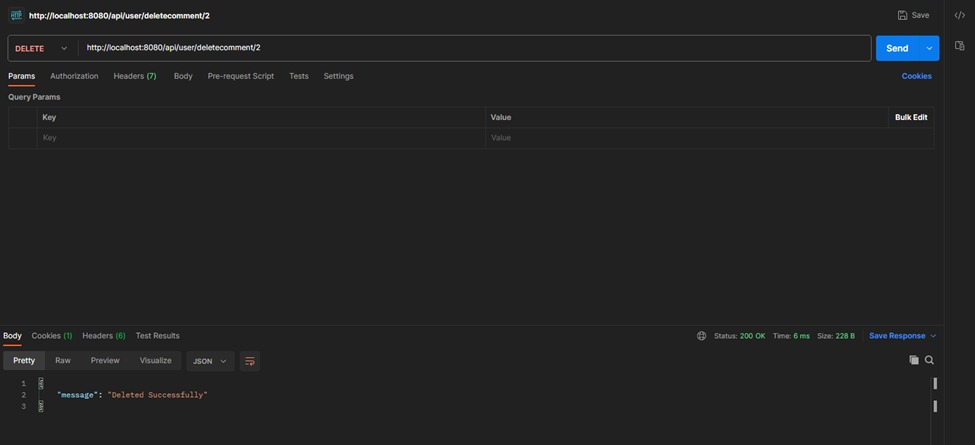 HTTP http://localhost:8080/api/user/deletecomment/2 Save
DELETE http://localhost:8080/api/user/deletecomment/2 Send
Params Authorization Headers (7) Body Pre-request Script Tests Settings Cookies
Query Params
Key Value Bulk Edit
Key Value
Body Cookies (1) Headers (6) Test Results Status: 200 OK Time: 6 ms Size: 228 B Save Response
Pretty Raw Preview Visualize JSON
1 {
2 "message": "Deleted Successfully"
3 }